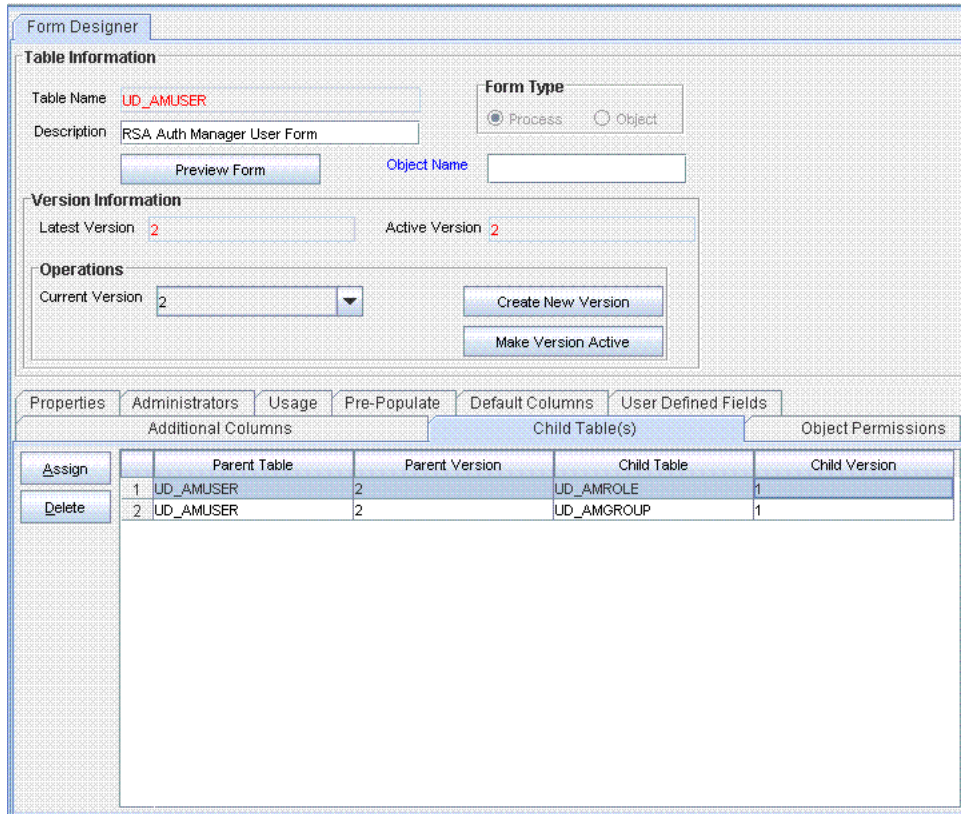 Form Designer
Table Information
Table Name UD_AMUSER
Form Type
Process Object
Description RSA Auth Manager User Form
Preview Form
Object Name
Version Information
Latest Version 2 Active Version 2
Operations
Current Version 2
Create New Version
Make Version Active
Properties Administrators Usage Pre-Populate Default Columns User Defined Fields
Additional Columns Child Table(s) Object Permissions
Assign
Delete
Parent Table Parent Version Child Table Child Version
1 UD_AMUSER 2 UD_AMROLE 1
2 UD_AMUSER 2 UD_AMGROUP 1